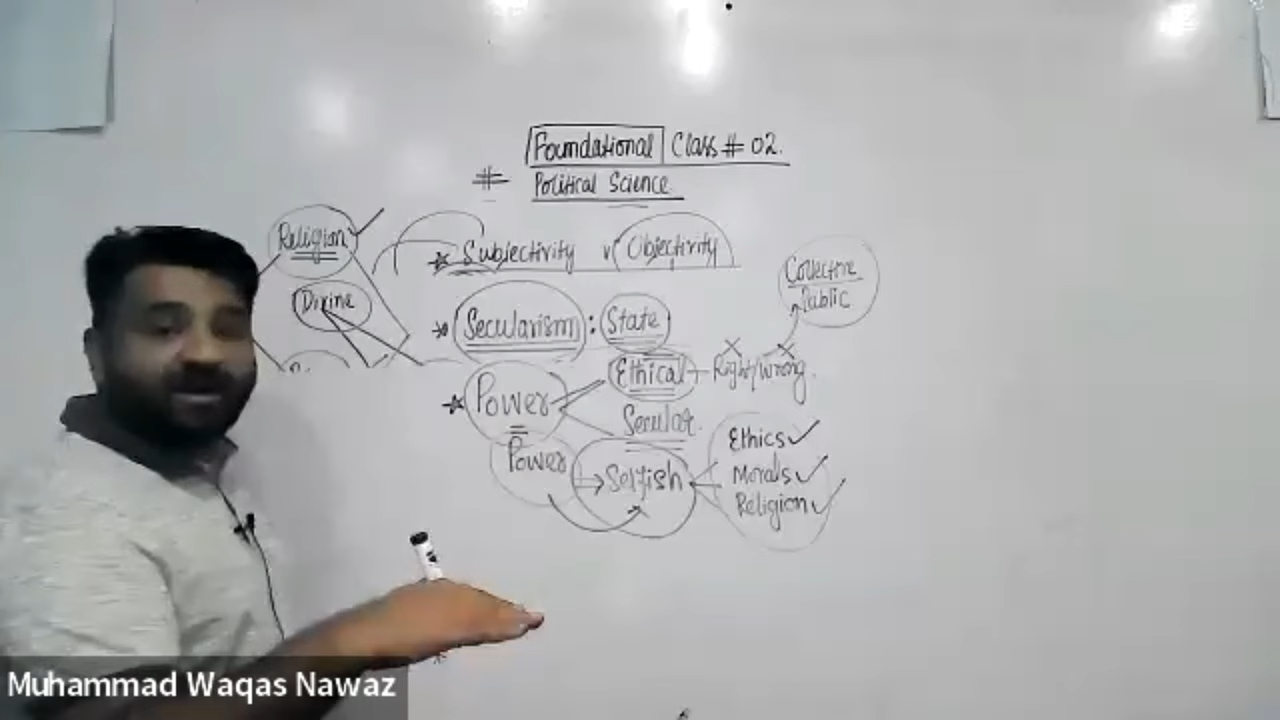 Foundational Class # 02.
# Political Science
Religion
* Subjectivity v Objectivity
Divine
Collective
Public
* Secularism : State
Ethical Right/Wrong.
* Power
Secular
Power → Selfish
Ethics ✓
Morals ✓
Religion ✓
Muhammad Waqas Nawaz